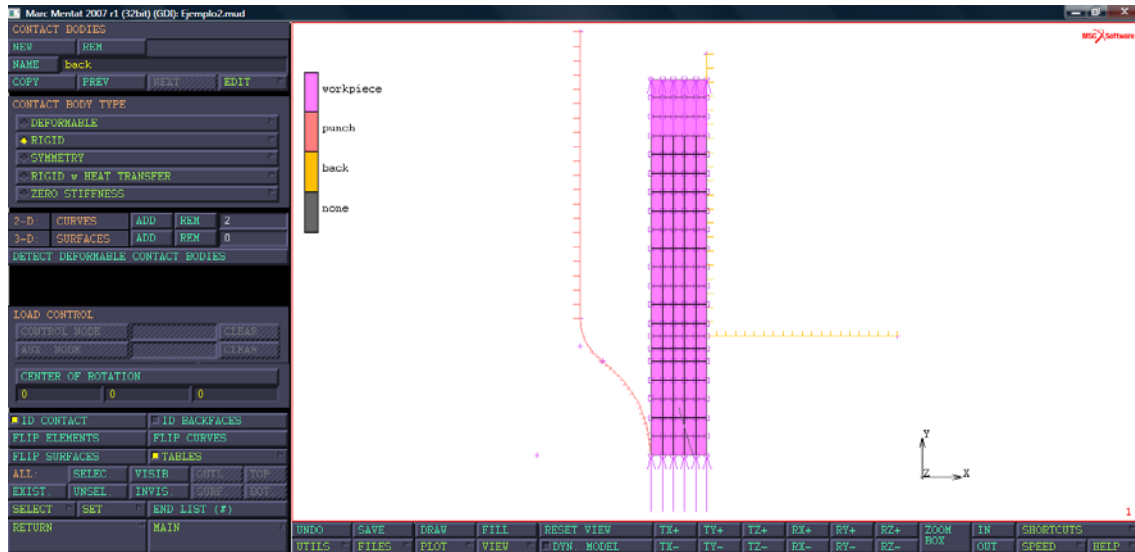 Marc Mentat 2007 r1 (32bit) (GDI): Ejemplo2.mud
CONTACT BODIES
NEW REM
NAME back
COPY PREV NEXT EDIT
CONTACT BODY TYPE
DEFORMABLE
RIGID
SYMMETRY
RIGID w HEAT TRANSFER
ZERO STIFFNESS
2-D: CURVES ADD REM 2
3-D: SURFACES ADD REM 0
DETECT DEFORMABLE CONTACT BODIES
LOAD CONTROL
CONTROL NODE CLEAR
AUX NODE CLEAR
CENTER OF ROTATION
0 0 0
ID CONTACT ID BACKFACES
FLIP ELEMENTS FLIP CURVES
FLIP SURFACES TABLES
ALL: SELEC. VISIB. OUTL. TOP
EXIST. UNSEL. INVIS. SURF. BOT
SELECT SET END LIST (#)
RETURN MAIN
workpiece
punch
back
none
MSC Software
Y
Z X
1
UNDO SAVE DRAW FILL RESET VIEW TX+ TY+ TZ+ RX+ RY+ RZ+ ZOOM BOX IN SHORTCUTS
UTILS FILES PLOT VIEW DYN. MODEL TX- TY- TZ- RX- RY- RZ- OUT SPEED HELP